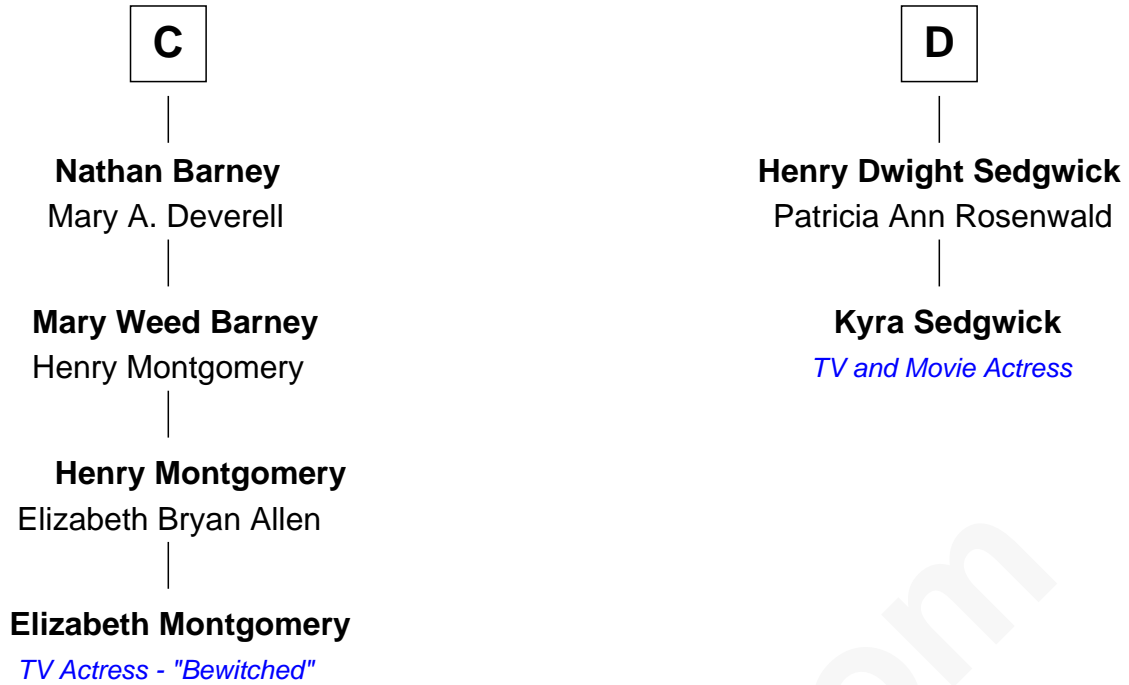 C
Nathan Barney
Mary A. Deverell
Mary Weed Barney
Henry Montgomery
Henry Montgomery
Elizabeth Bryan Allen
Elizabeth Montgomery
TV Actress - "Bewitched"
D
Henry Dwight Sedgwick
Patricia Ann Rosenwald
Kyra Sedgwick
TV and Movie Actress
om